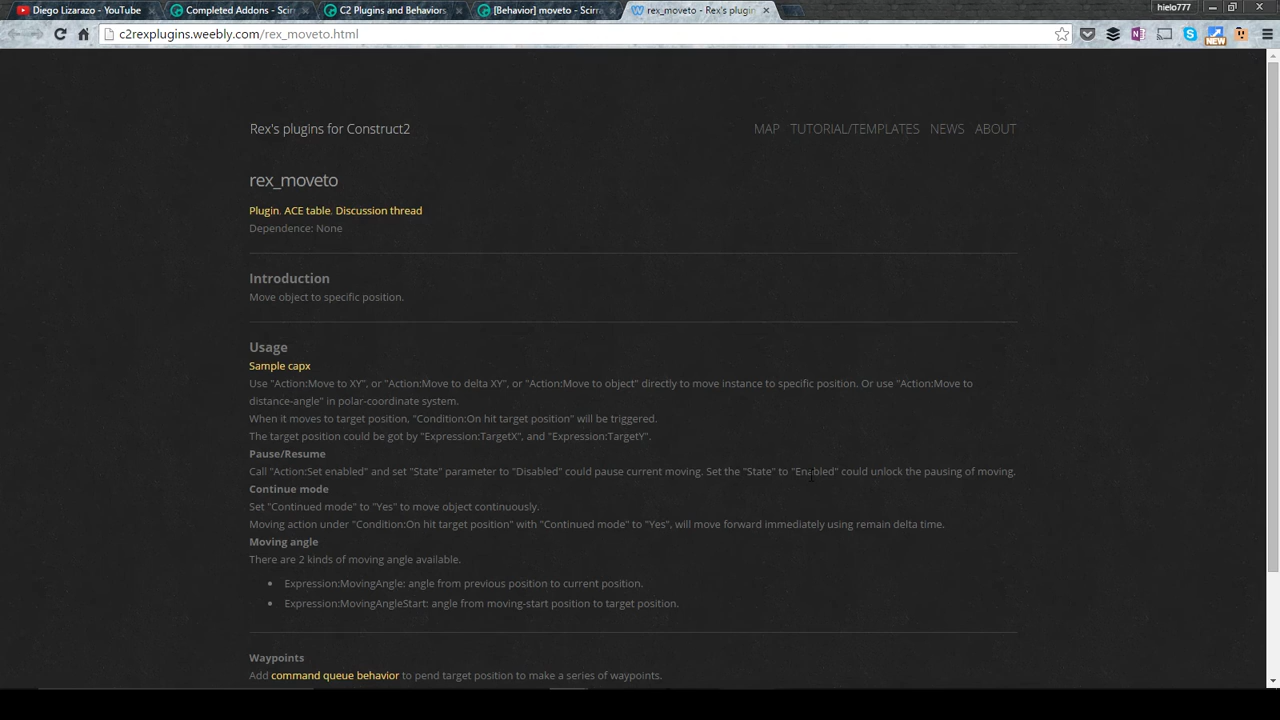 Diego Lizarazo - YouTube
Completed Addons - Scirr
C2 Plugins and Behaviors
[Behavior] moveto - Scirra
rex_moveto - Rex's plugin
hielo777
c2rexplugins.weebly.com/rex_moveto.html
NEW
Rex's plugins for Construct2
MAP TUTORIAL/TEMPLATES NEWS ABOUT
rex_moveto
Plugin, ACE table, Discussion thread
Dependence: None
Introduction
Move object to specific position.
Usage
Sample capx
Use "Action:Move to XY", or "Action:Move to delta XY", or "Action:Move to object" directly to move instance to specific position. Or use "Action:Move to
distance-angle" in polar-coordinate system.
When it moves to target position, "Condition:On hit target position" will be triggered.
The target position could be got by "Expression:TargetX", and "Expression:TargetY".
Pause/Resume
Call "Action:Set enabled" and set "State" parameter to "Disabled" could pause current moving. Set the "State" to "Enabled" could unlock the pausing of moving.
Continue mode
Set "Continued mode" to "Yes" to move object continuously.
Moving action under "Condition:On hit target position" with "Continued mode" to "Yes", will move forward immediately using remain delta time.
Moving angle
There are 2 kinds of moving angle available.
• Expression:MovingAngle: angle from previous position to current position.
• Expression:MovingAngleStart: angle from moving-start position to target position.
Waypoints
Add command queue behavior to pend target position to make a series of waypoints.